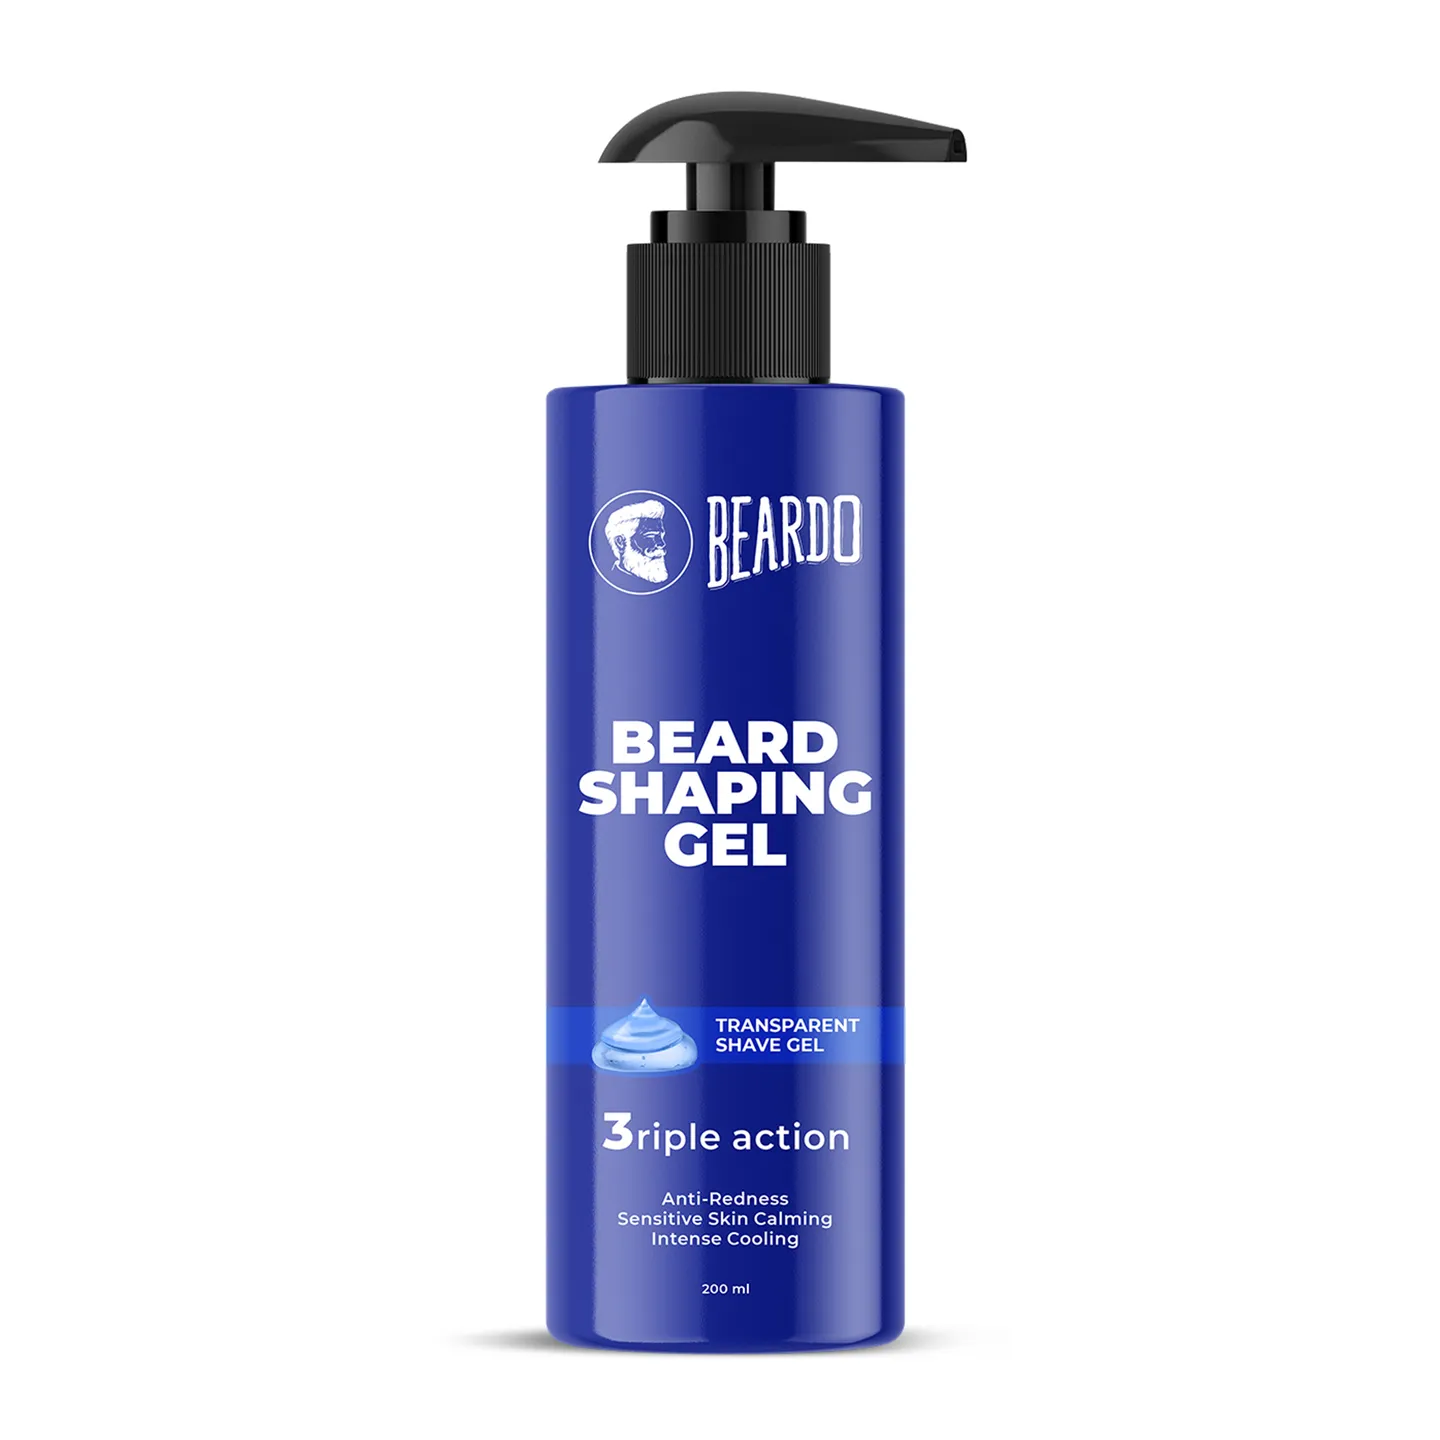 BEARDO
BEARD
SHAPING
GEL
TRANSPARENT
SHAVE GEL
3riple action
Anti-Redness
Sensitive Skin Calming
Intense Cooling
200 ml